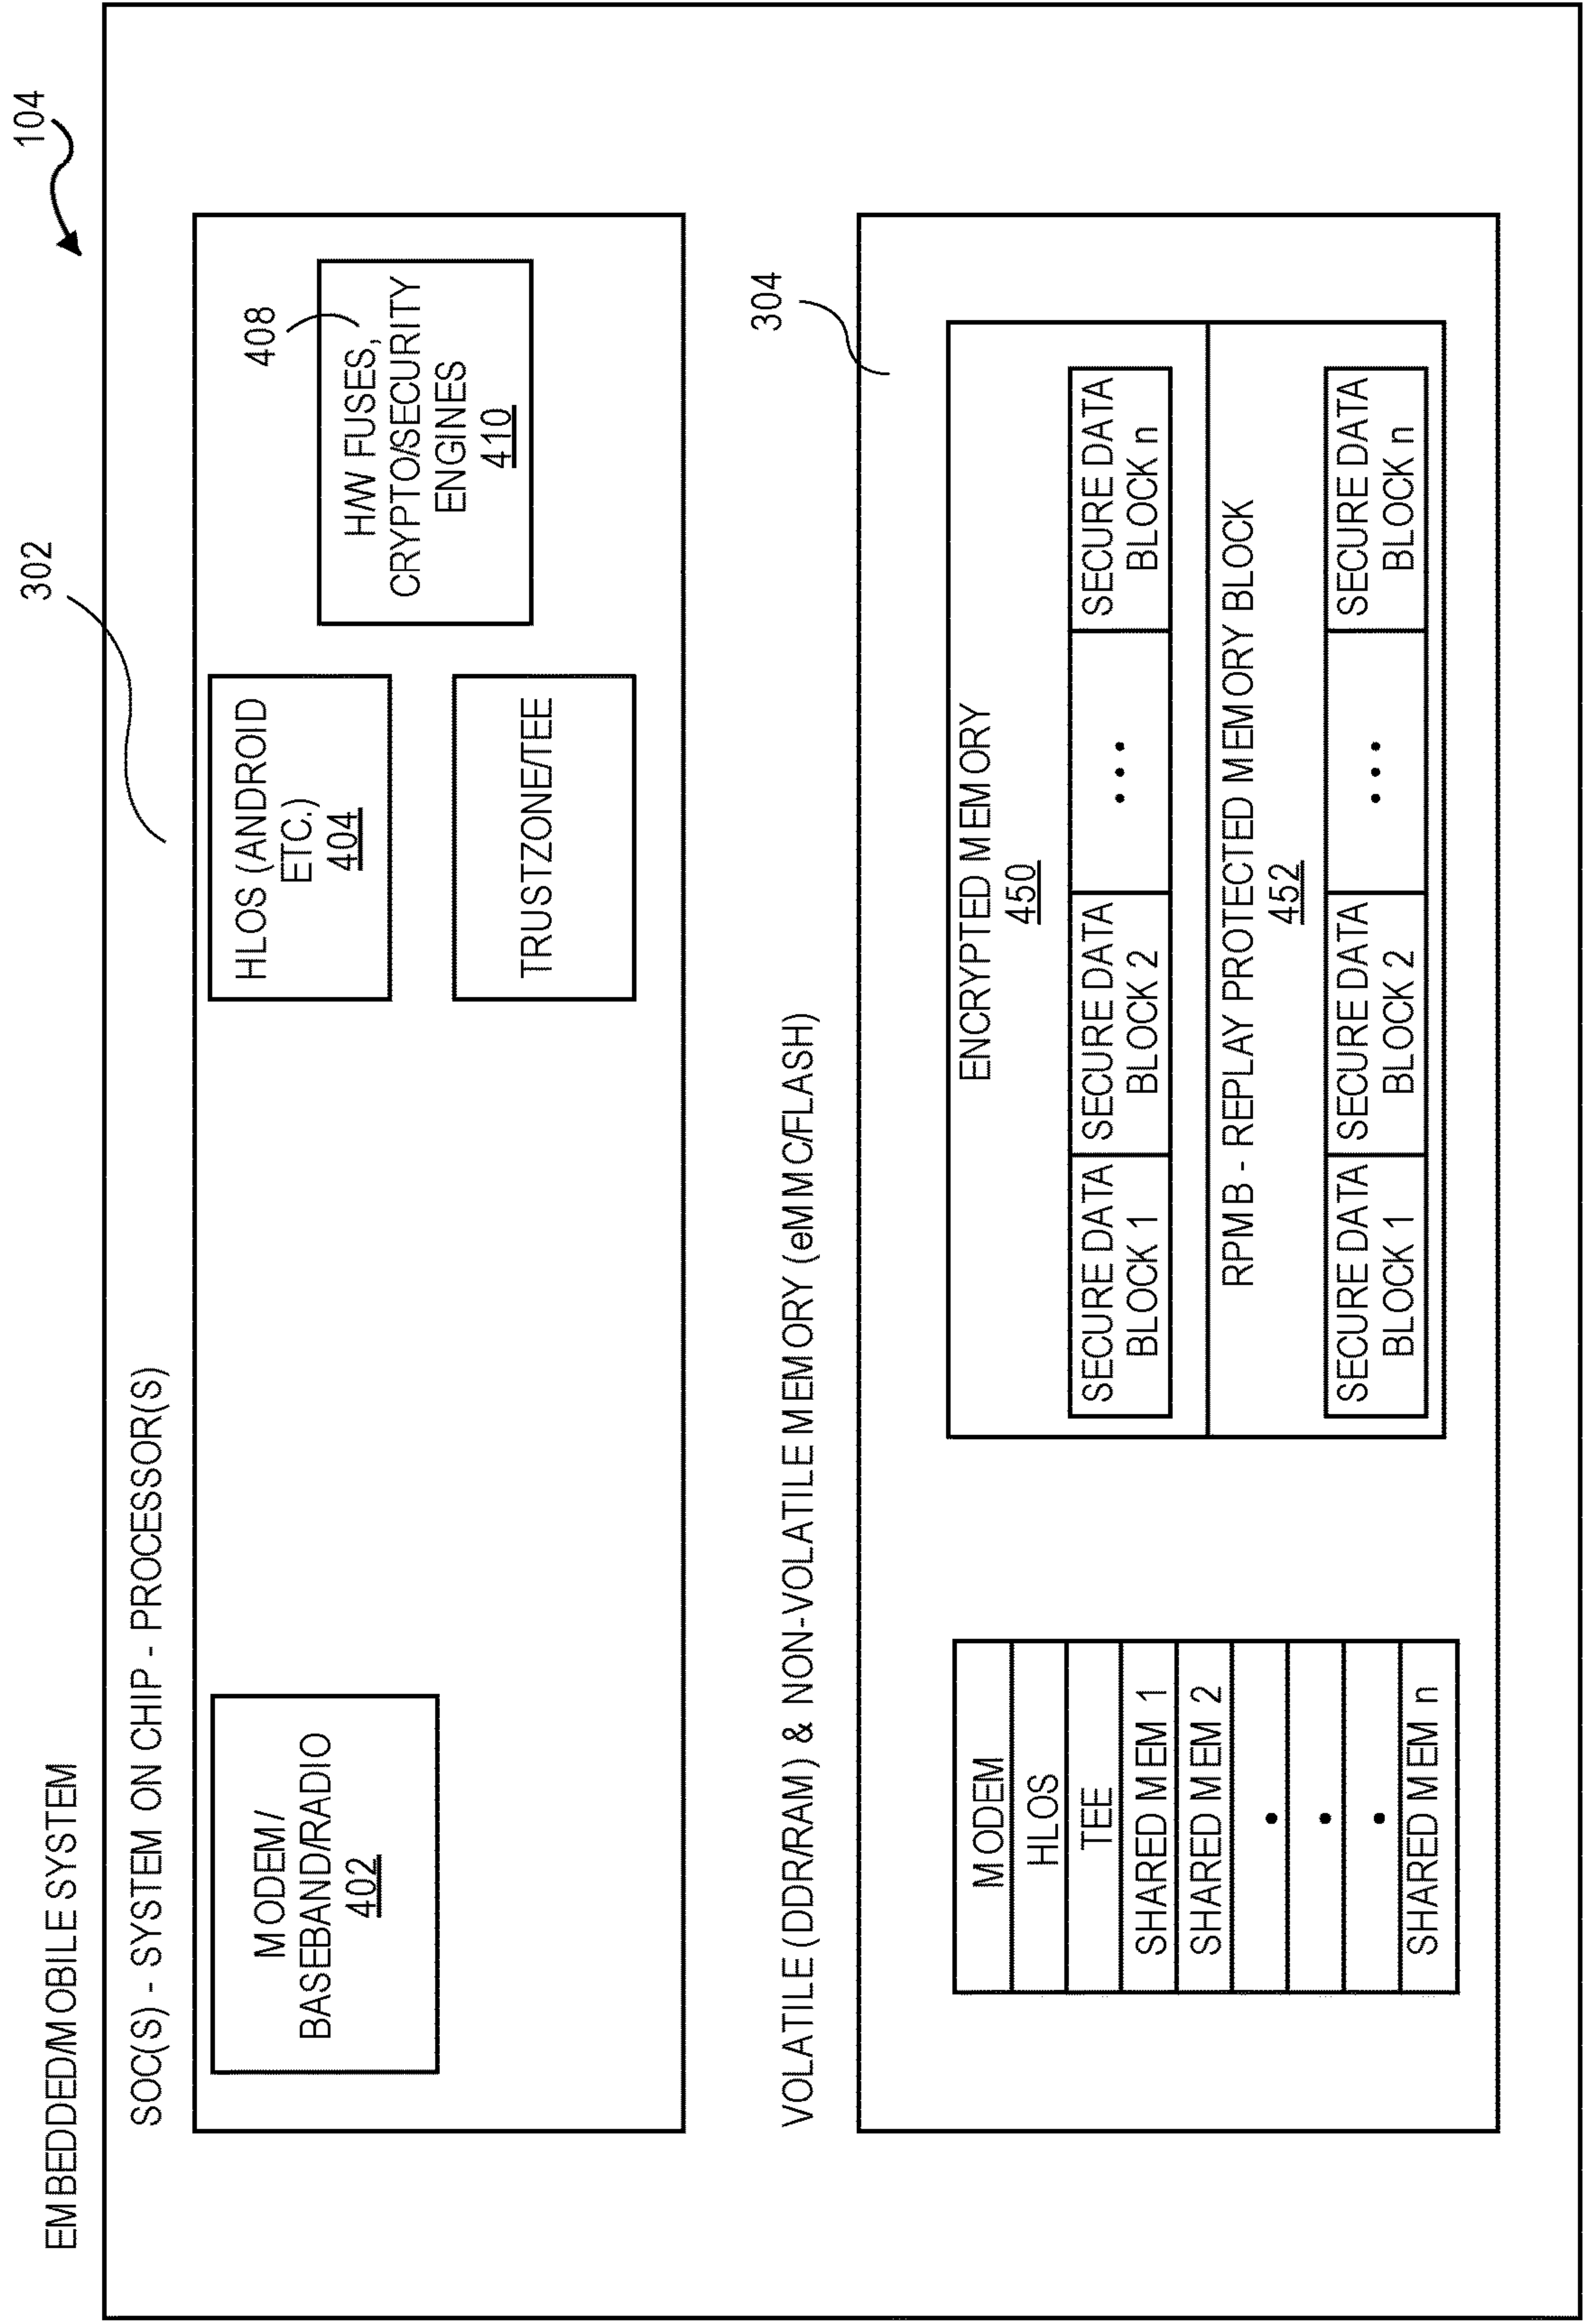 104
EMBEDDED/MOBILE SYSTEM
302
SOC(S) - SYSTEM ON CHIP - PROCESSOR(S)
MODEM/
BASEBAND/RADIO
402
HLOS (ANDROID
ETC.)
404
TRUSTZONE/TEE
408
H/W FUSES,
CRYPTO/SECURITY
ENGINES
410
VOLATILE (DDR/RAM) & NON-VOLATILE MEMORY (eMMC/FLASH)
304
MODEM
HLOS
TEE
SHARED MEM 1
SHARED MEM 2
•
•
•
SHARED MEM n
ENCRYPTED MEMORY
450
SECURE DATA
BLOCK 1
SECURE DATA
BLOCK 2
• • •
SECURE DATA
BLOCK n
RPMB - REPLAY PROTECTED MEMORY BLOCK
452
SECURE DATA
BLOCK 1
SECURE DATA
BLOCK 2
• • •
SECURE DATA
BLOCK n